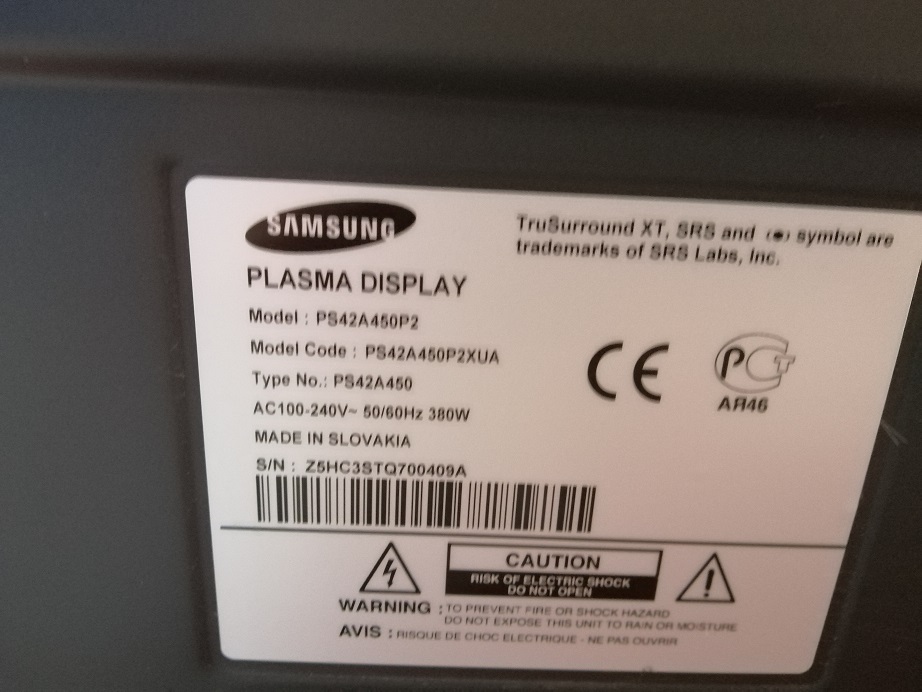 SAMSUNG
TruSurround XT, SRS and (●) symbol are
trademarks of SRS Labs, Inc.
PLASMA DISPLAY
Model : PS42A450P2
Model Code : PS42A450P2XUA
Type No.: PS42A450
AC100-240V~ 50/60Hz 380W
MADE IN SLOVAKIA
S/N : Z5HC3STQ700409A
CE
РСТ
АЯ46
CAUTION
RISK OF ELECTRIC SHOCK
DO NOT OPEN
WARNING : TO PREVENT FIRE OR SHOCK HAZARD
DO NOT EXPOSE THIS UNIT TO RAIN OR MOISTURE
AVIS : RISQUE DE CHOC ELECTRIQUE - NE PAS OUVRIR